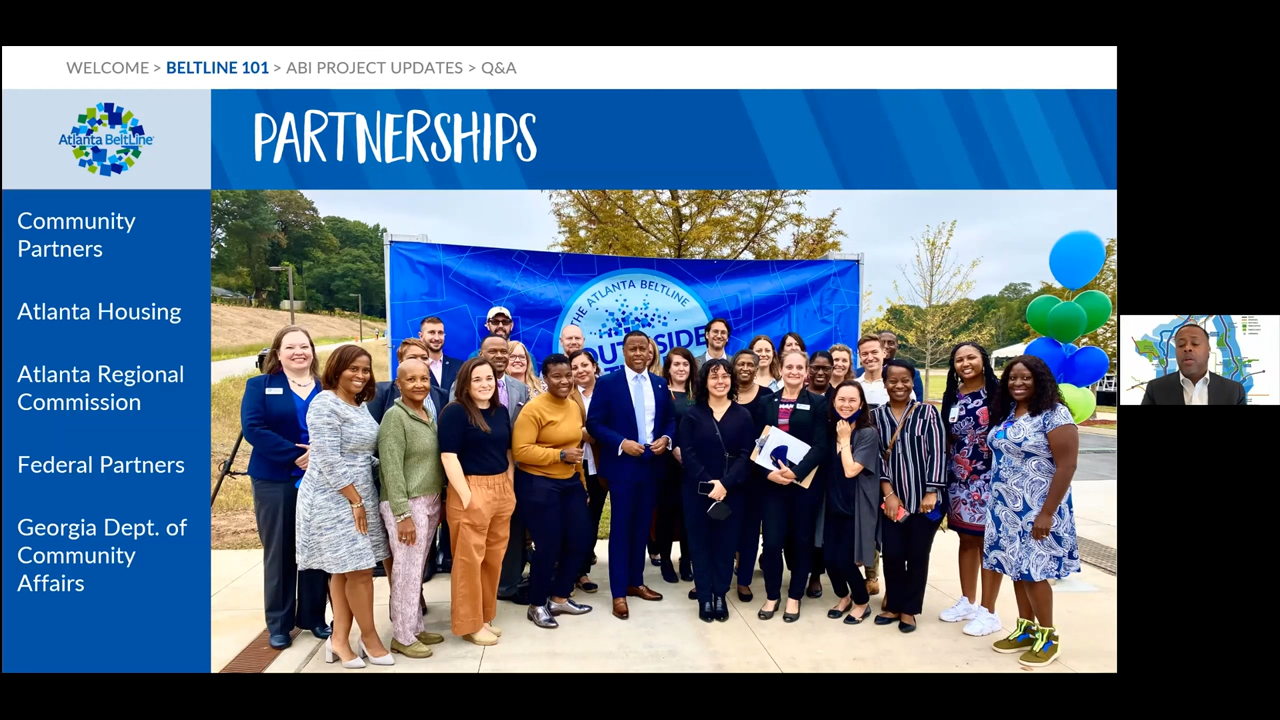 WELCOME > BELTLINE 101 > ABI PROJECT UPDATES > Q&A
Atlanta BeltLine
PARTNERSHIPS
Community
Partners
Atlanta Housing
Atlanta Regional
Commission
Federal Partners
Georgia Dept. of
Community
Affairs
THE ATLANTA BELTLINE